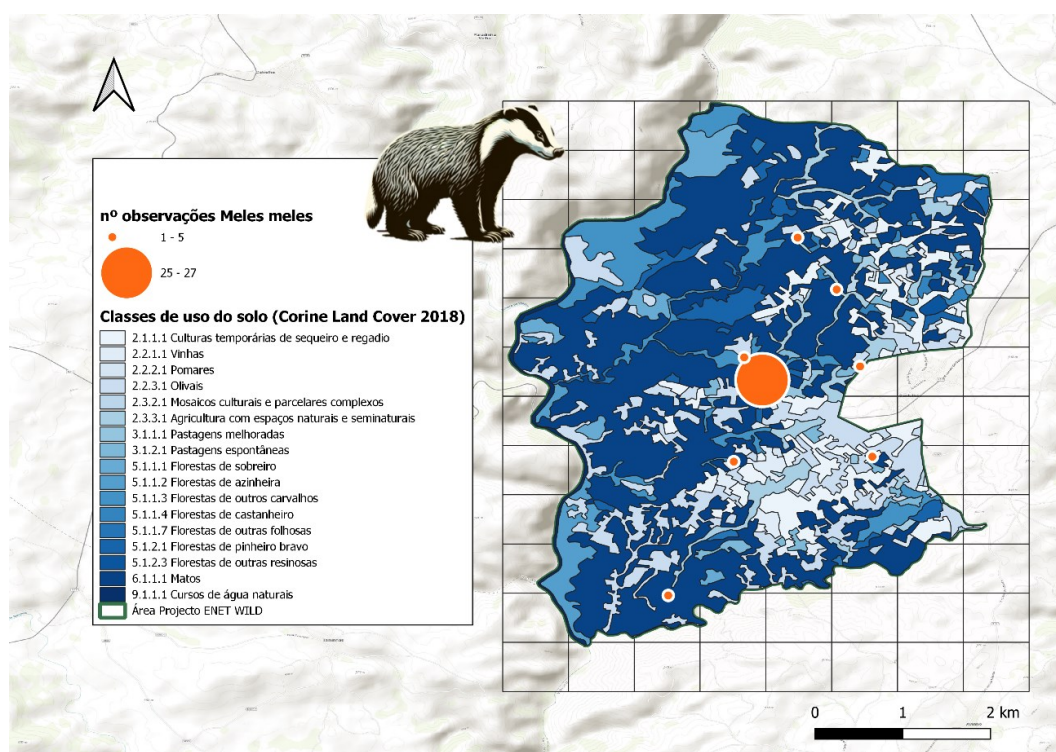 nº observações Meles meles
1 - 5
25 - 27
Classes de uso do solo (Corine Land Cover 2018)
2.1.1.1 Culturas temporárias de sequeiro e regadio
2.2.1.1 Vinhas
2.2.2.1 Pomares
2.2.3.1 Olivais
2.3.2.1 Mosaicos culturais e parcelares complexos
2.3.3.1 Agricultura com espaços naturais e seminaturais
3.1.1.1 Pastagens melhoradas
3.1.2.1 Pastagens espontâneas
5.1.1.1 Florestas de sobreiro
5.1.1.2 Florestas de azinheira
5.1.1.3 Florestas de outros carvalhos
5.1.1.4 Florestas de castanheiro
5.1.1.7 Florestas de outras folhosas
5.1.2.1 Florestas de pinheiro bravo
5.1.2.3 Florestas de outras resinosas
6.1.1.1 Matos
9.1.1.1 Cursos de água naturais
Área Projecto ENET WILD
0 1 2 km